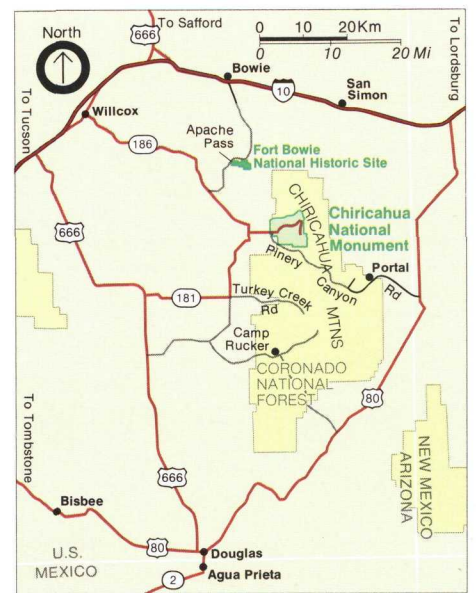 To Safford
North
666
0 10 20Km
0 10 20 Mi
To Lordsburg
Bowie
10
San
Simon
To Tucson
Willcox
186
Apache
Pass
Fort Bowie
National Historic Site
666
CHIRICAHUA
MTNS
Chiricahua
National
Monument
Pinery
Canyon
Rd
Portal
181
Turkey Creek
Rd
Camp
Rucker
CORONADO
NATIONAL
FOREST
80
To Tombstone
NEW MEXICO
ARIZONA
666
Bisbee
80
Douglas
U.S.
MEXICO
2
Agua Prieta